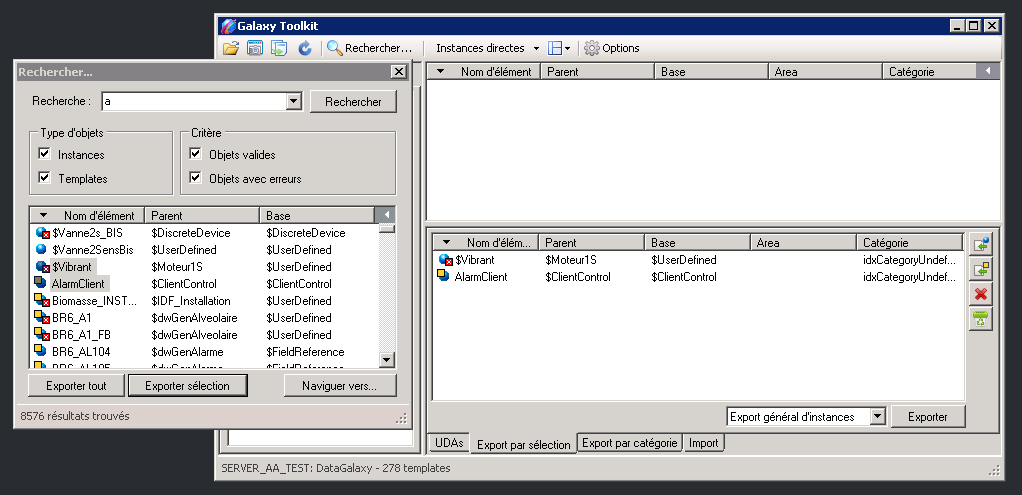 Galaxy Toolkit
Rechercher... Instances directes Options
Nom d'élément Parent Base Area Catégorie
Rechercher...
Recherche : a Rechercher
Type d'objets Critère
Instances Objets valides
Templates Objets avec erreurs
Nom d'élément Parent Base
$Vanne2s_BIS $DiscreteDevice $DiscreteDevice
$Vanne2SensBis $UserDefined $UserDefined
$Vibrant $Moteur1S $UserDefined
AlarmClient $ClientControl $ClientControl
Biomasse_INST... $IDF_Installation $UserDefined
BR6_A1 $dwGenAlveolaire $UserDefined
BR6_A1_FB $dwGenAlveolaire $UserDefined
BR6_AL104 $dwGenAlarme $FieldReference
BR6_AL105 $dwGenAlarme $FieldReference
Exporter tout Exporter sélection Naviguer vers...
8576 résultats trouvés
Nom d'élém... Parent Base Area Catégorie
$Vibrant $Moteur1S $UserDefined idxCategoryUndef...
AlarmClient $ClientControl $ClientControl idxCategoryUndef...
Export général d'instances Exporter
UDAs Export par sélection Export par catégorie Import
SERVER_AA_TEST: DataGalaxy - 278 templates